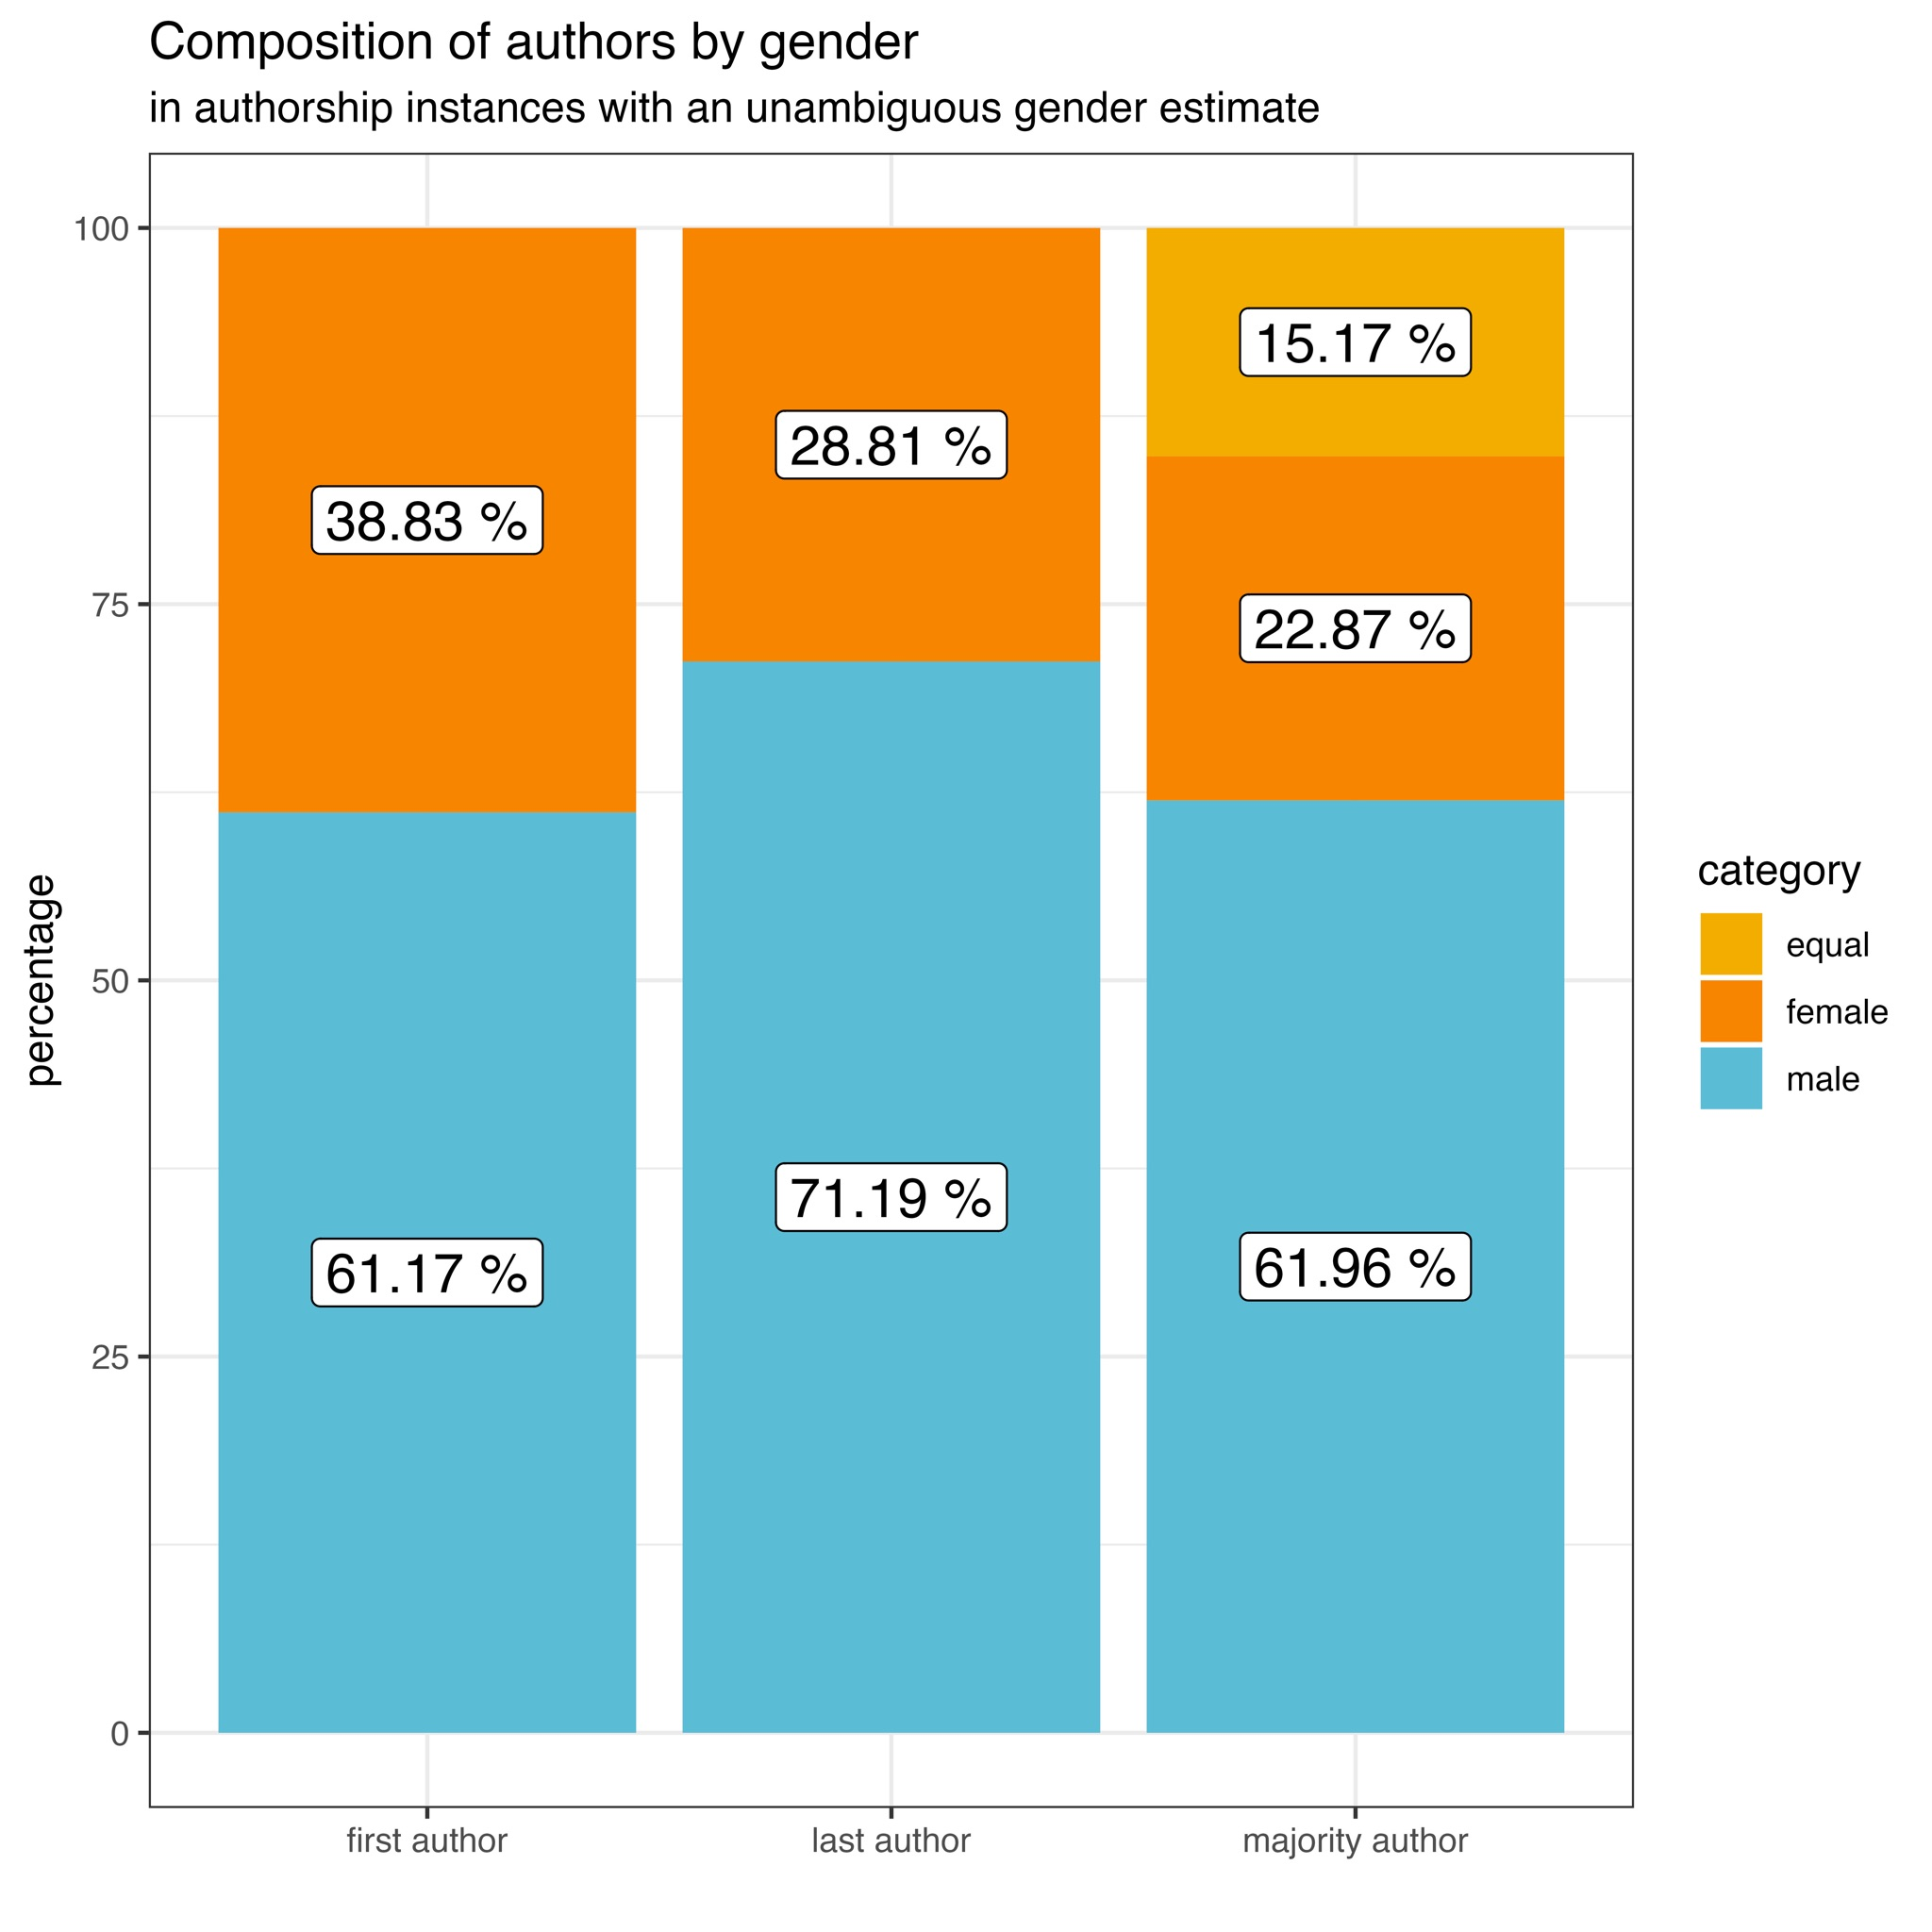 Composition of authors by gender
in authorship instances with an unambiguous gender estimate
percentage
100
75
50
25
0
38.83 %
61.17 %
28.81 %
71.19 %
15.17 %
22.87 %
61.96 %
first author
last author
majority author
category
equal
female
male